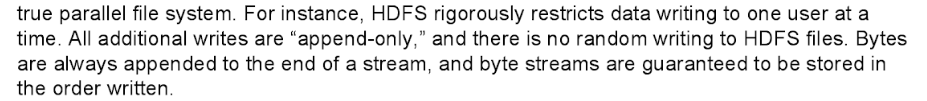 true parallel file system. For instance, HDFS rigorously restricts data writing to one user at a
time. All additional writes are “append-only,” and there is no random writing to HDFS files. Bytes
are always appended to the end of a stream, and byte streams are guaranteed to be stored in
the order written.